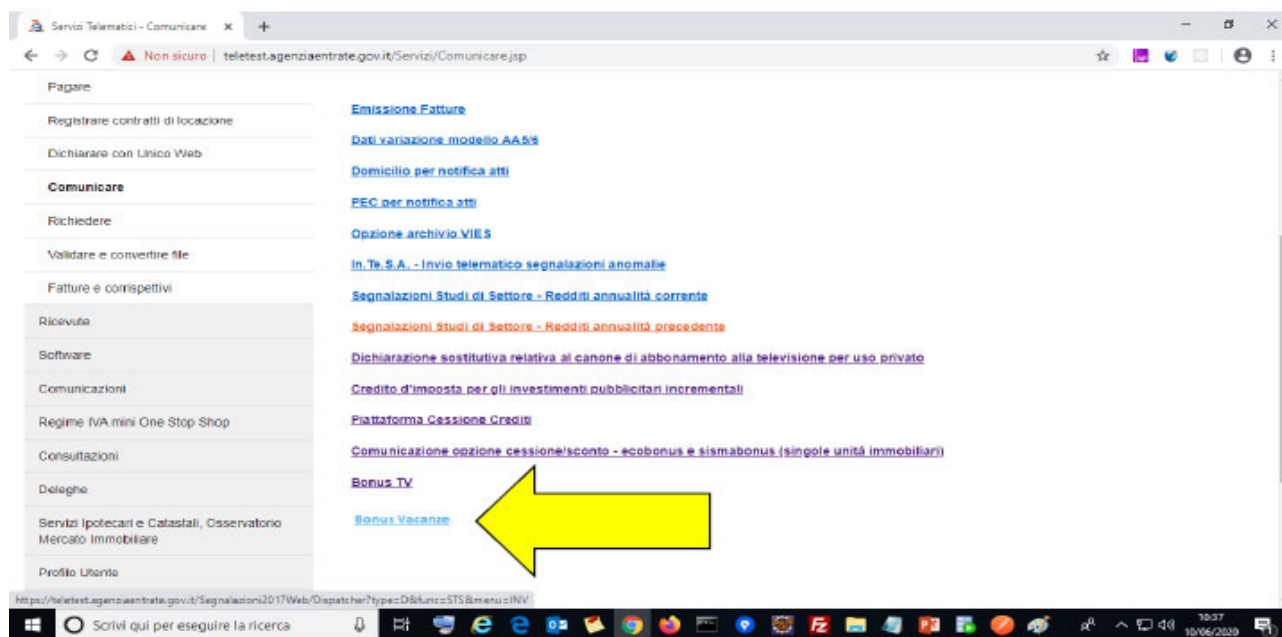 Servizi Telematici - Comunicare
Non sicuro | teletest.agenziaentrate.gov.it/Servizi/Comunicare.jsp
Pagare
Registrare contratti di locazione
Dichiarare con Unico Web
Comunicare
Richiedere
Validare e convertire file
Fatture e corrispettivi
Ricevute
Software
Comunicazioni
Regime IVA mini One Stop Shop
Consultazioni
Deleghe
Servizi Ipotecari e Catastali, Osservatorio
Mercato Immobiliare
Profilo Utente
Emissione Fatture
Dati variazione modello AA5/6
Domicilio per notifica atti
PEC per notifica atti
Opzione archivio VIES
In.Te.S.A. - Invio telematico segnalazioni anomalie
Segnalazioni Studi di Settore - Redditi annualità corrente
Segnalazioni Studi di Settore - Redditi annualità precedente
Dichiarazione sostitutiva relativa al canone di abbonamento alla televisione per uso privato
Credito d'imposta per gli investimenti pubblicitari incrementali
Piattaforma Cessione Crediti
Comunicazione opzione cessione/sconto - ecobonus e sismabonus (singole unità immobiliari)
Bonus TV
Bonus Vacanze
https://teletest.agenziaentrate.gov.it/Segnalazioni2017Web/Dispatcher?type=D&func=STS&menu=INV
Scrivi qui per eseguire la ricerca
10:37
10/06/2020